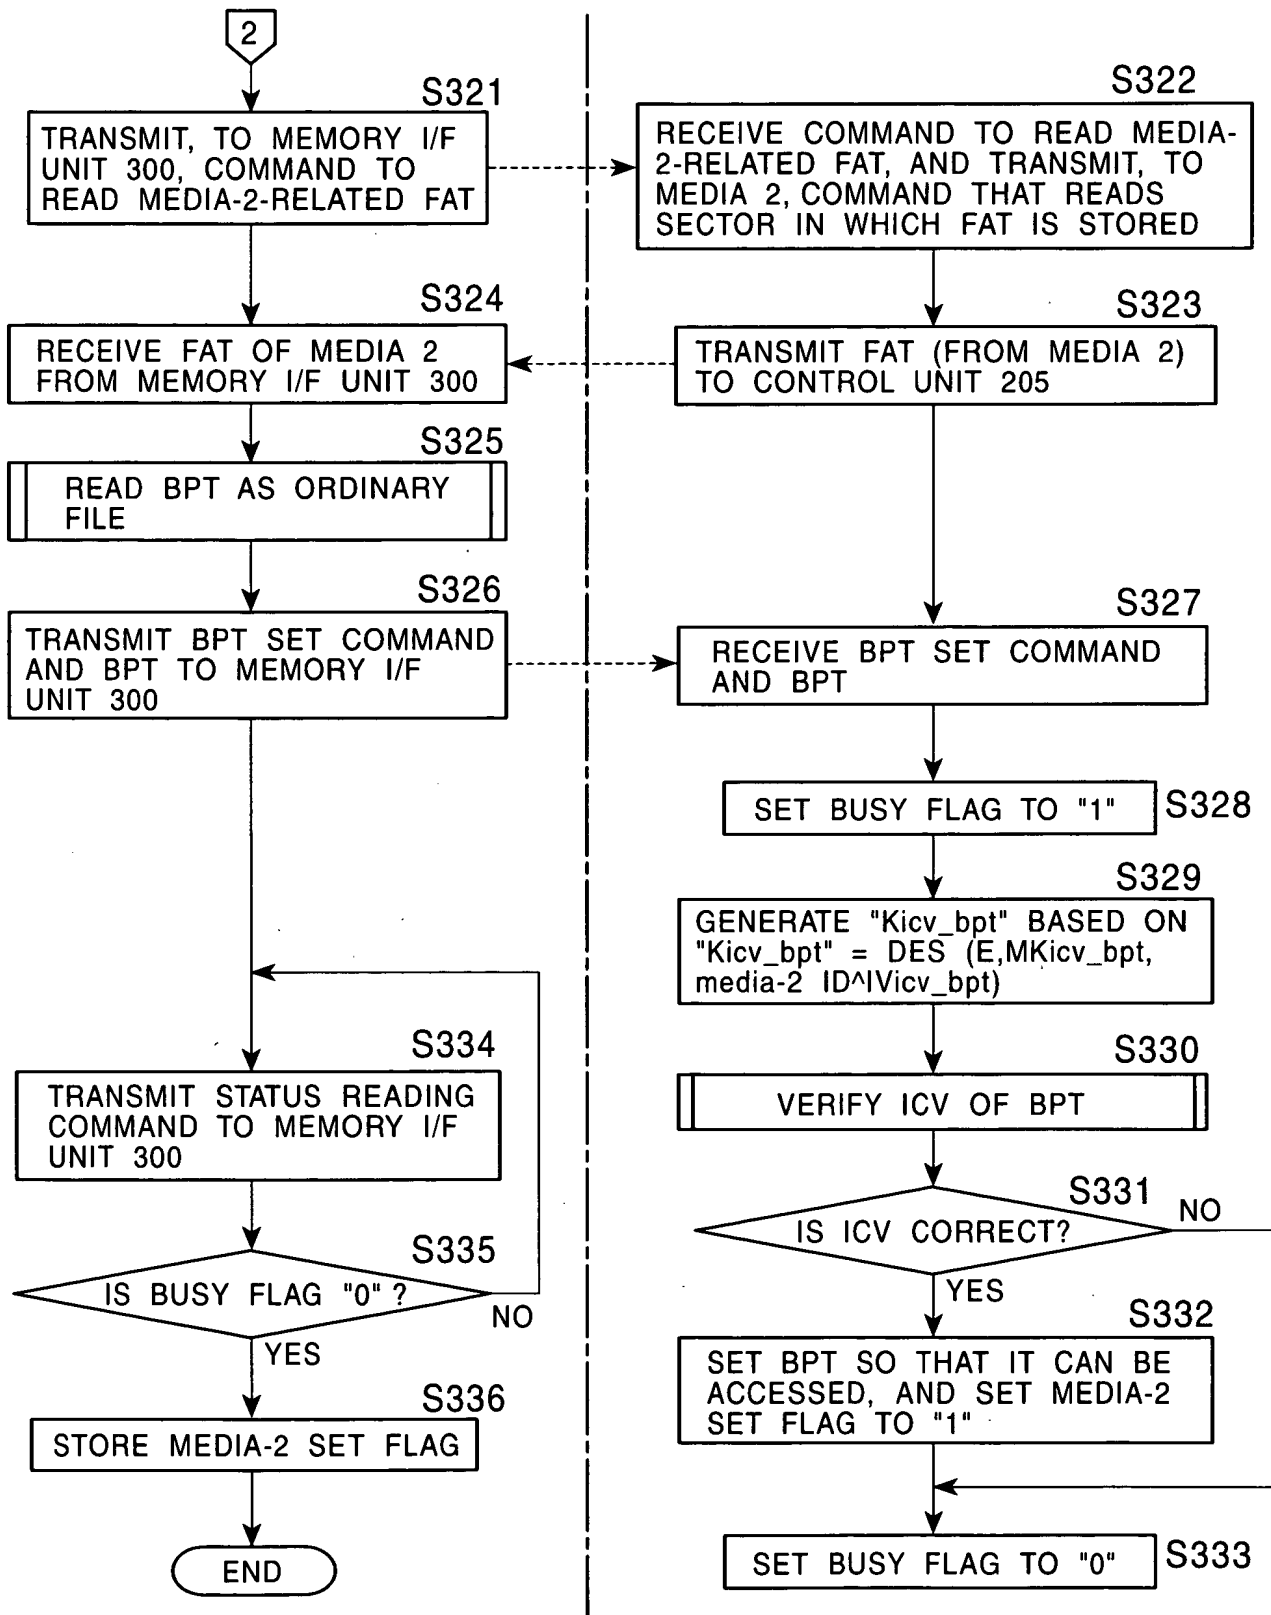 2
S321
TRANSMIT, TO MEMORY I/F
UNIT 300, COMMAND TO
READ MEDIA-2-RELATED FAT
S322
RECEIVE COMMAND TO READ MEDIA-
2-RELATED FAT, AND TRANSMIT, TO
MEDIA 2, COMMAND THAT READS
SECTOR IN WHICH FAT IS STORED
S324
RECEIVE FAT OF MEDIA 2
FROM MEMORY I/F UNIT 300
S323
TRANSMIT FAT (FROM MEDIA 2)
TO CONTROL UNIT 205
S325
READ BPT AS ORDINARY
FILE
S326
TRANSMIT BPT SET COMMAND
AND BPT TO MEMORY I/F
UNIT 300
S327
RECEIVE BPT SET COMMAND
AND BPT
SET BUSY FLAG TO "1"
S328
S329
GENERATE "Kicv_bpt" BASED ON
"Kicv_bpt" = DES (E,MKicv_bpt,
media-2 ID^IVicv_bpt)
S330
VERIFY ICV OF BPT
S334
TRANSMIT STATUS READING
COMMAND TO MEMORY I/F
UNIT 300
S331
IS ICV CORRECT?
NO
YES
S335
IS BUSY FLAG "0" ?
NO
YES
S332
SET BPT SO THAT IT CAN BE
ACCESSED, AND SET MEDIA-2
SET FLAG TO "1"
S336
STORE MEDIA-2 SET FLAG
END
SET BUSY FLAG TO "0"
S333